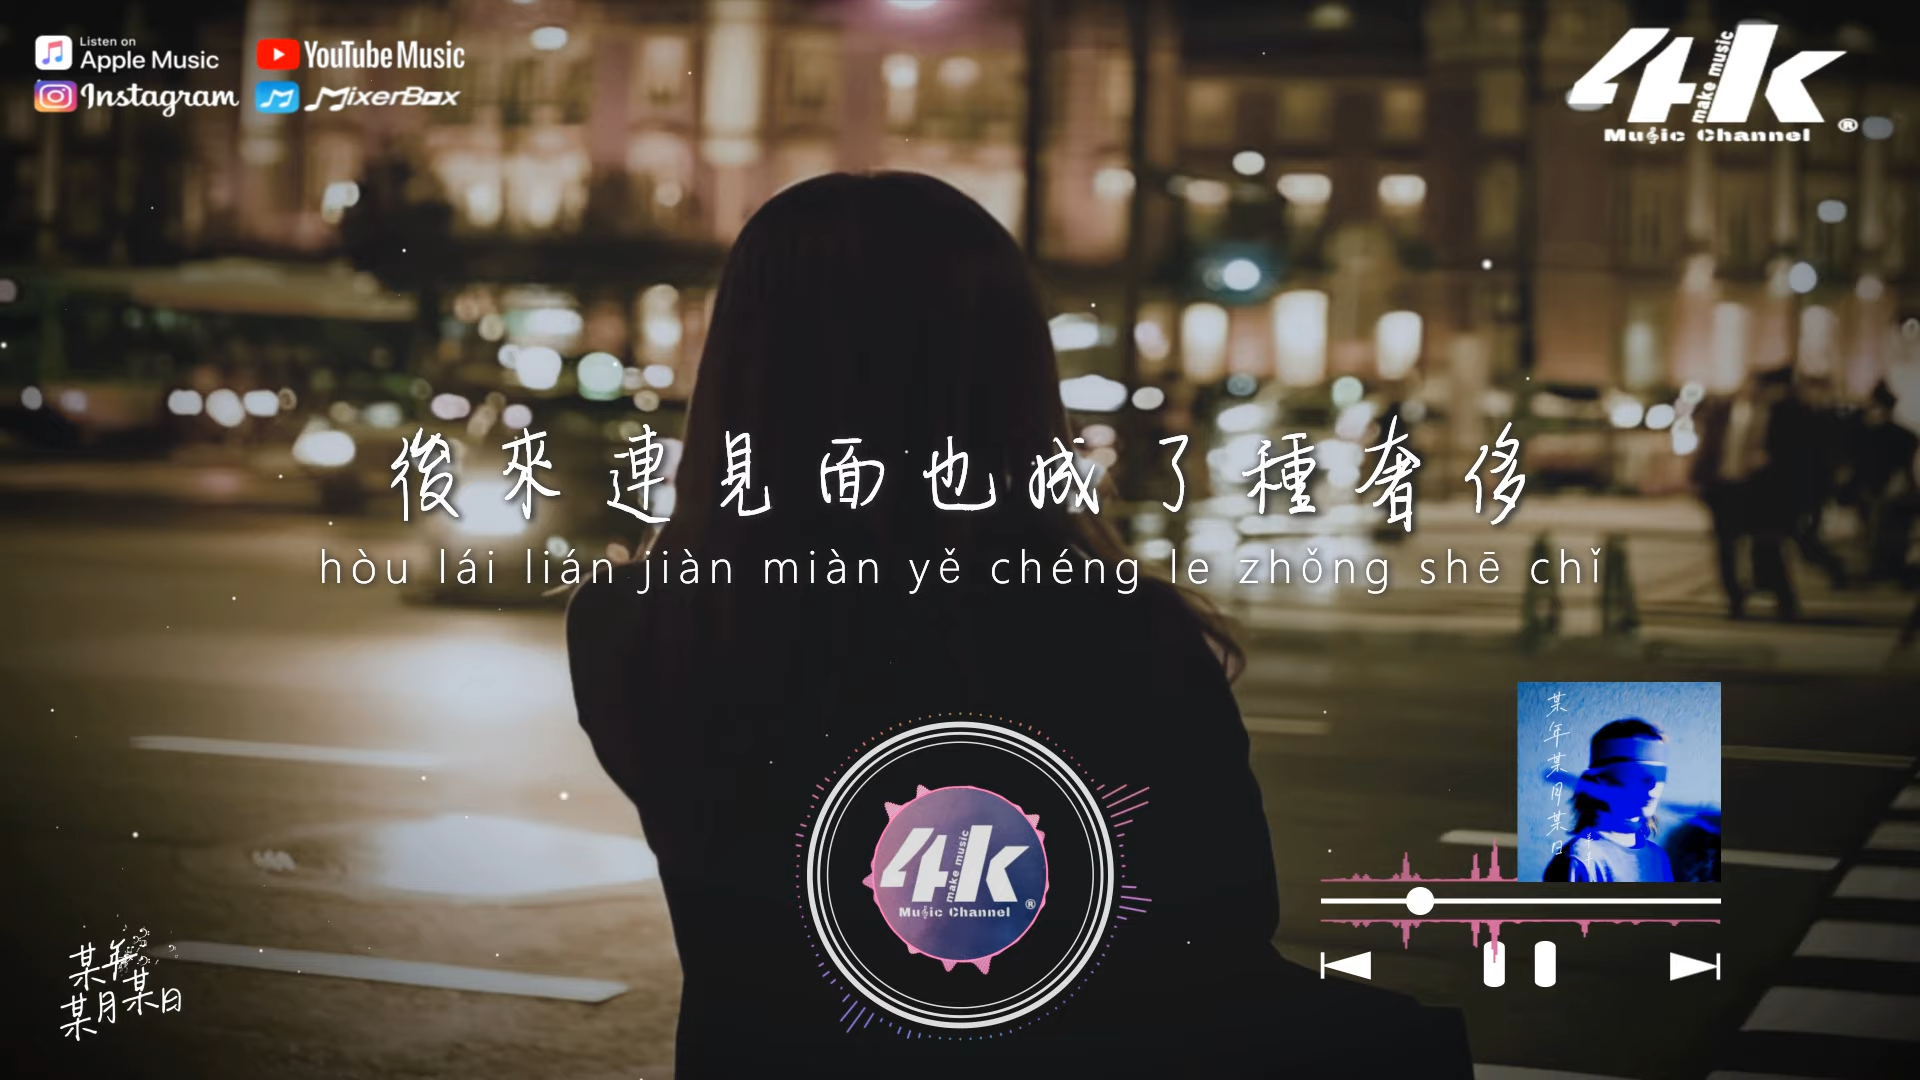 Listen on
Apple Music
YouTube Music
Instagram
MixerBox
4k
make music
Music Channel ®
後來連見面也成了種奢侈
hòu lái lián jiàn miàn yě chéng le zhǒng shē chǐ
某年某月某日
4k
make music
Music Channel ®
某年
某月某日